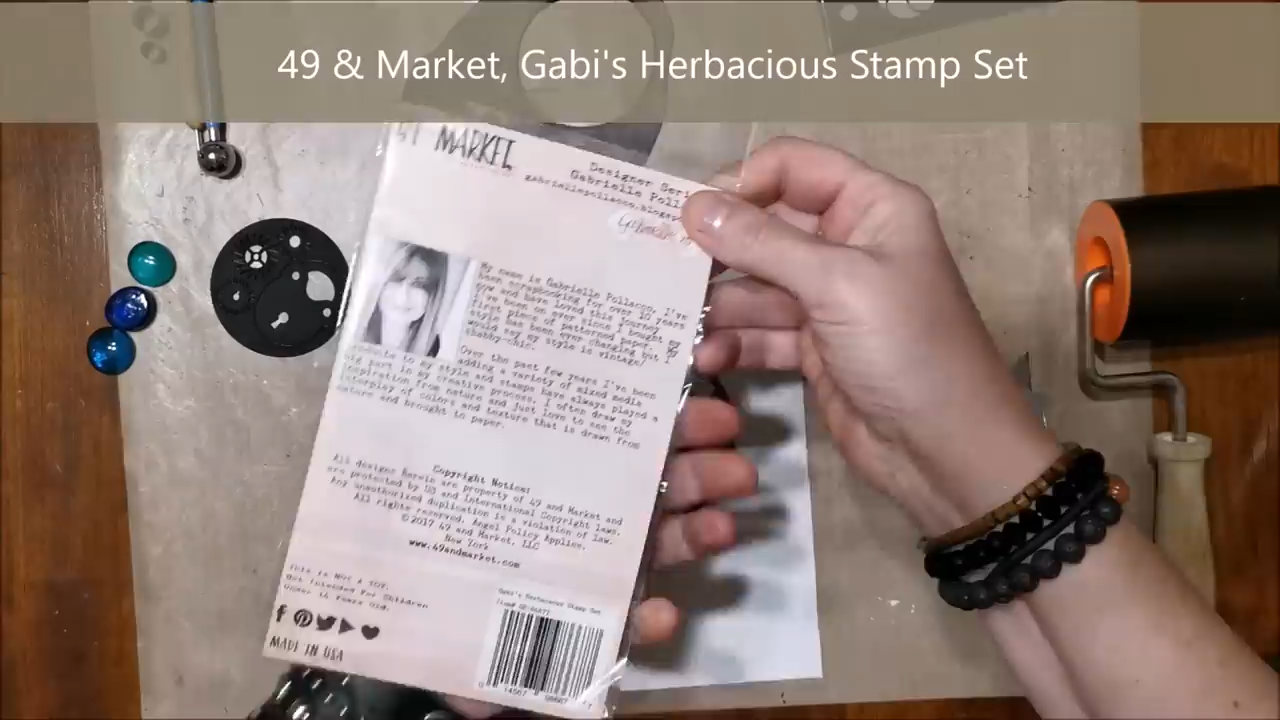 49 & Market, Gabi's Herbacious Stamp Set
MARKET
Designer Seri
Gabrielle Poll
gabriellepollacco.blogsp
My name is Gabrielle Pollacco, I've
been scrapbooking for over 10 years
now and have loved this journey
I've been on ever since I bought my
first piece of patterned paper. My
style has been ever changing but I
would say my style is vintage/
shabby-chic.
Over the past few years I've been
adding a variety of mixed media
to my style and stamps have always played a
big part in my creative process. I often draw my
inspiration from nature and just love to see the
interplay of colors and texture that is drawn from
nature and brought to paper.
Copyright Notice:
All designs herein are property of 49 and Market and
are protected by US and International Copyright laws.
Any unauthorized duplication is a violation of law.
All rights reserved. Angel Policy Applies.
©2017 49 and Market, LLC
New York
www.49andmarket.com
This is NOT a TOY.
Not Intended For Children
Under 14 Years Old.
MADE IN USA
Gabi's Herbacious Stamp Set